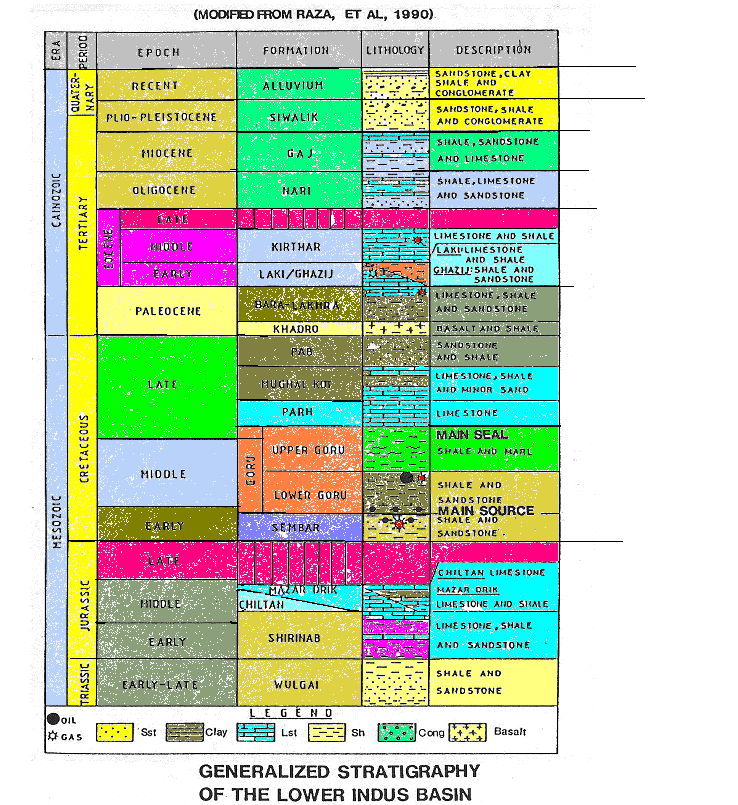 (MODIFIED FROM RAZA, ET AL, 1990)
ERA PERIOD EPOCH FORMATION LITHOLOGY DESCRIPTION
CAINOZOIC
MESOZOIC
QUATER-
NARY
TERTIARY
CRETACEOUS
JURASSIC
TRIASSIC
RECENT ALLUVIUM
SANDSTONE, CLAY
SHALE AND
CONGLOMERATE
PLIO-PLEISTOCENE SIWALIK
SANDSTONE, SHALE
AND CONGLOMERATE
MIOCENE GAJ
SHALE, SANDSTONE
AND LIMESTONE
OLIGOCENE NARI
SHALE, LIMESTONE
AND SANDSTONE
EOCENE
LATE
MIDDLE KIRTHAR
LIMESTONE AND SHALE
EARLY LAKI/GHAZIJ
LAKI:LIMESTONE
AND SHALE
GHAZIJ:SHALE AND
SANDSTONE
PALEOCENE BARA-LAKHRA
LIMESTONE, SHALE
AND SANDSTONE
KHADRO BASALT AND SHALE
LATE PAB
SANDSTONE
AND SHALE
MUGHAL KOT
LIMESTONE, SHALE
AND MINOR SAND
PARH LIMESTONE
MIDDLE GORU
UPPER GORU
MAIN SEAL
SHALE AND MARL
LOWER GORU
SHALE AND
SANDSTONE
EARLY SEMBAR
MAIN SOURCE
SHALE AND
SANDSTONE
LATE
MIDDLE
MAZAR DRIK
CHILTAN
CHILTAN LIMESTONE
MAZAR DRIK
LIMESTONE AND SHALE
EARLY SHIRINAB
LIMESTONE, SHALE
AND SANDSTONE
EARLY-LATE WULGAI
SHALE AND
SANDSTONE
LEGEND
OIL
GAS Sst Clay Lst Sh Cong Basalt
GENERALIZED STRATIGRAPHY
OF THE LOWER INDUS BASIN